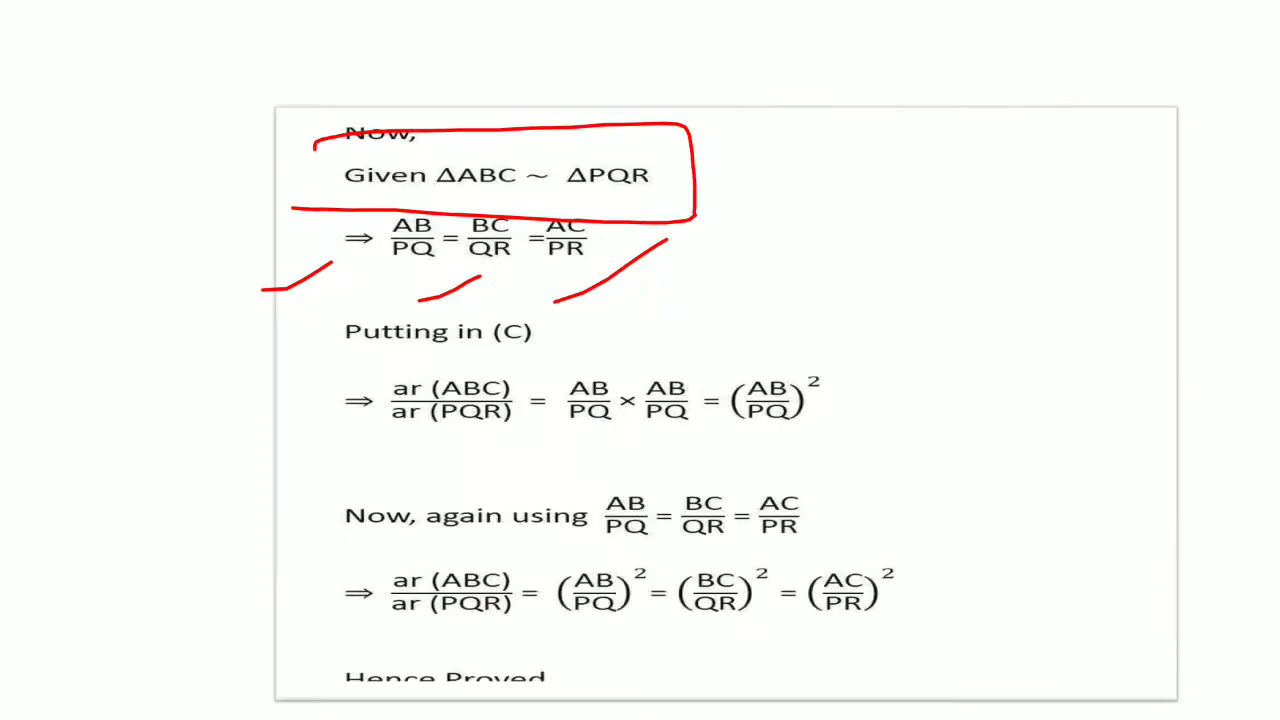 Now,
Given ΔABC ~ ΔPQR
⇒ AB/PQ = BC/QR = AC/PR
Putting in (C)
⇒ ar (ABC)/ar (PQR) = AB/PQ × AB/PQ = (AB/PQ)²
Now, again using AB/PQ = BC/QR = AC/PR
⇒ ar (ABC)/ar (PQR) = (AB/PQ)² = (BC/QR)² = (AC/PR)²
Hence Proved